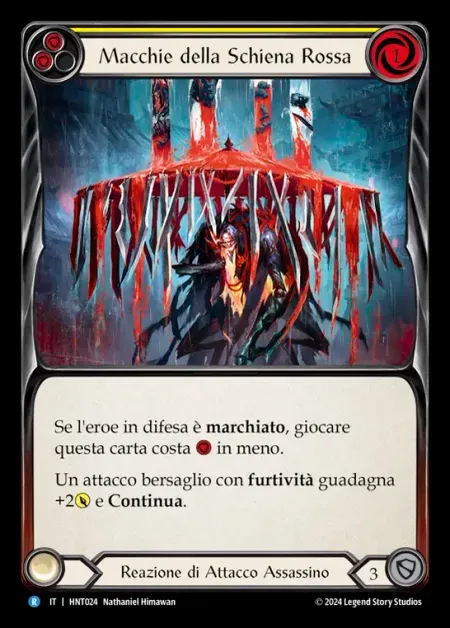 Macchie della Schiena Rossa
1
Se l'eroe in difesa è marchiato, giocare
questa carta costa in meno.
Un attacco bersaglio con furtività guadagna
+2 e Continua.
Reazione di Attacco Assassino
3
R IT | HNT024 Nathaniel Himawan
© 2024 Legend Story Studios